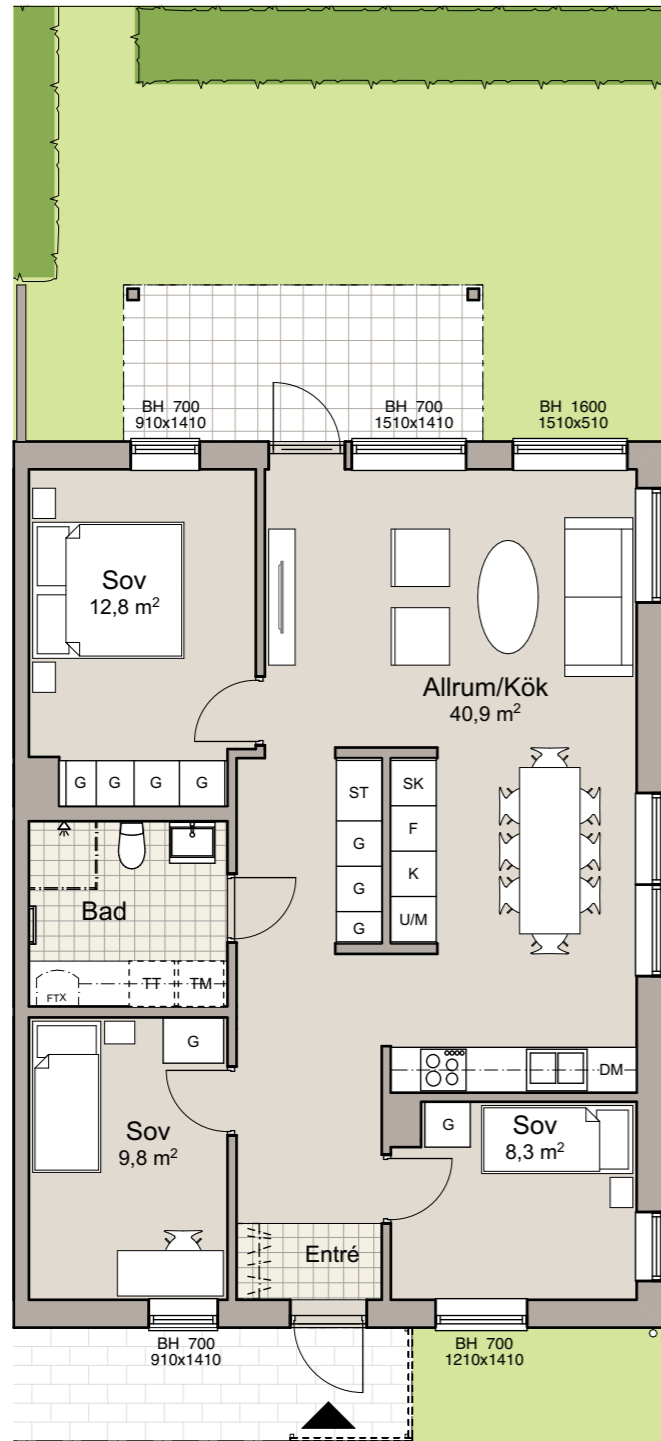 BH 700
910x1410
BH 700
1510x1410
BH 1600
1510x510
Sov
12,8 m²
Allrum/Kök
40,9 m²
G G G G
ST
G
G
G
SK
F
K
U/M
Bad
FTX
TT
TM
G
DM
Sov
9,8 m²
G
Sov
8,3 m²
Entré
BH 700
910x1410
BH 700
1210x1410